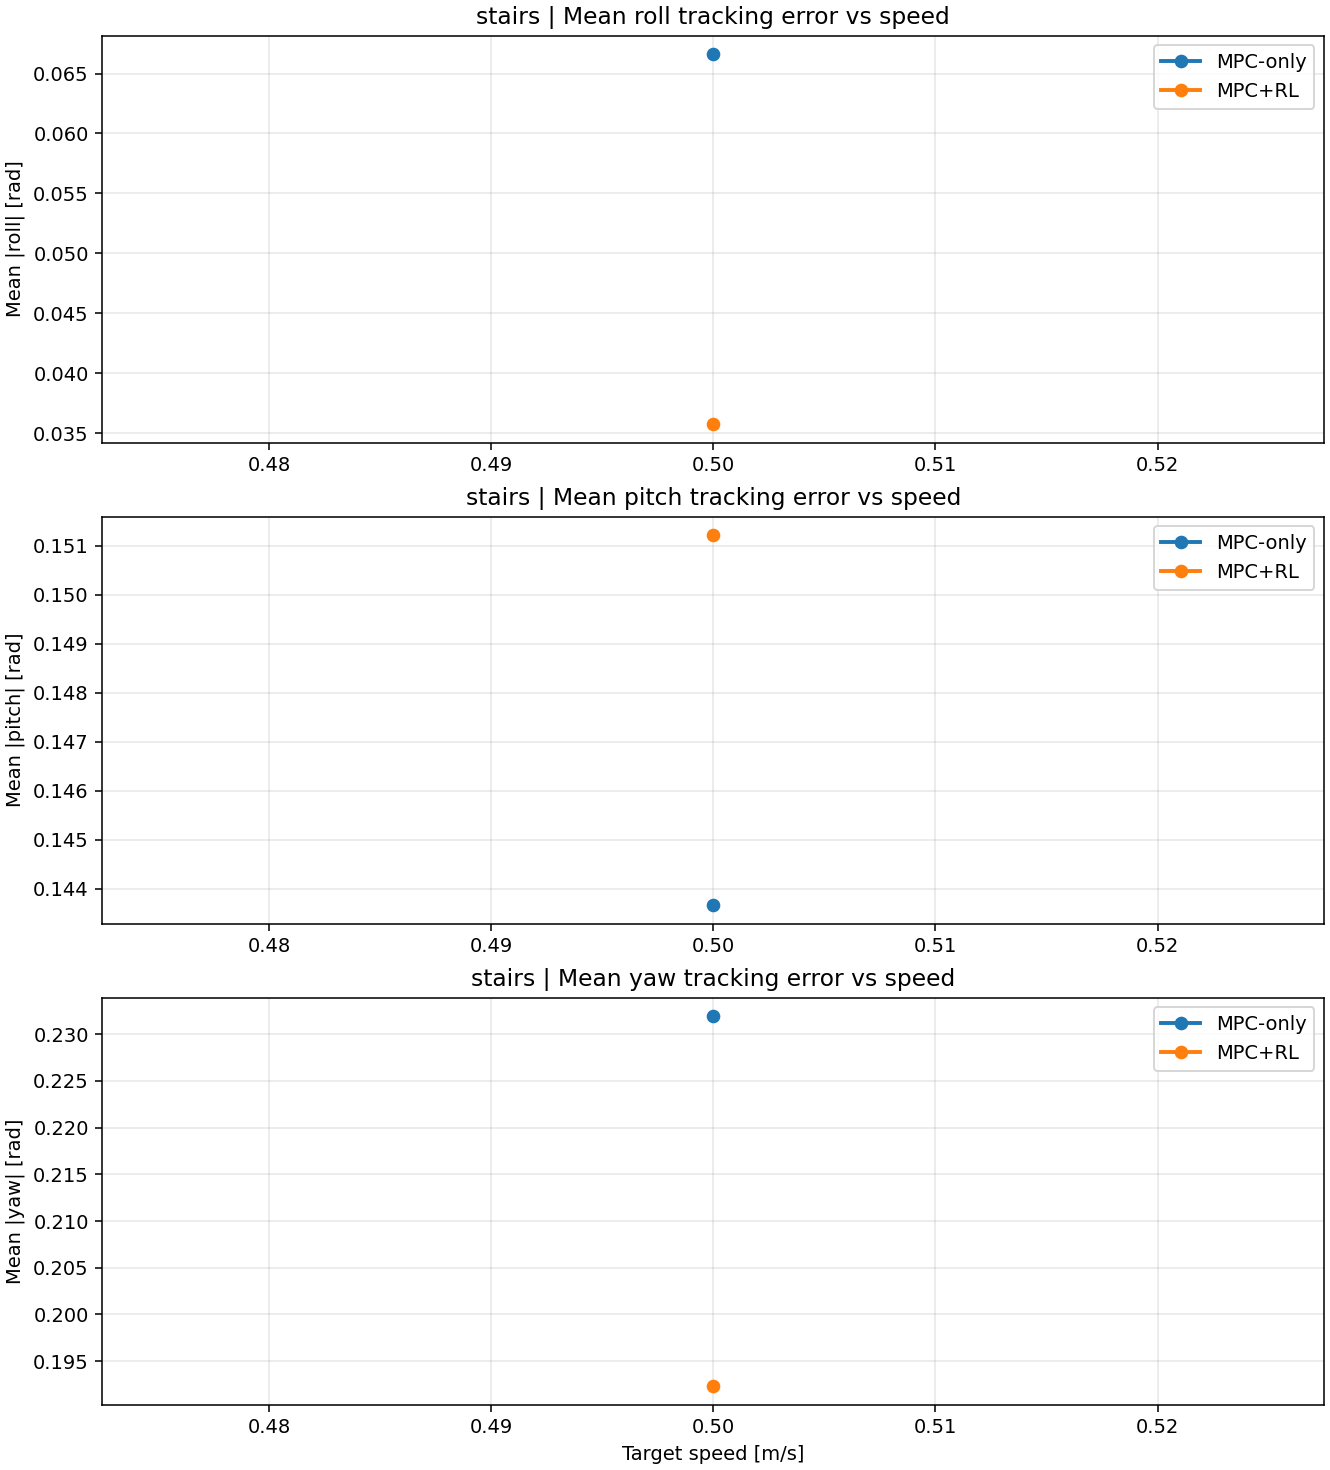 stairs | Mean roll tracking error vs speed
Mean |roll| [rad]
0.065
0.060
0.055
0.050
0.045
0.040
0.035
MPC-only
MPC+RL
0.48 0.49 0.50 0.51 0.52
stairs | Mean pitch tracking error vs speed
Mean |pitch| [rad]
0.151
0.150
0.149
0.148
0.147
0.146
0.145
0.144
MPC-only
MPC+RL
0.48 0.49 0.50 0.51 0.52
stairs | Mean yaw tracking error vs speed
Mean |yaw| [rad]
0.230
0.225
0.220
0.215
0.210
0.205
0.200
0.195
MPC-only
MPC+RL
0.48 0.49 0.50 0.51 0.52
Target speed [m/s]